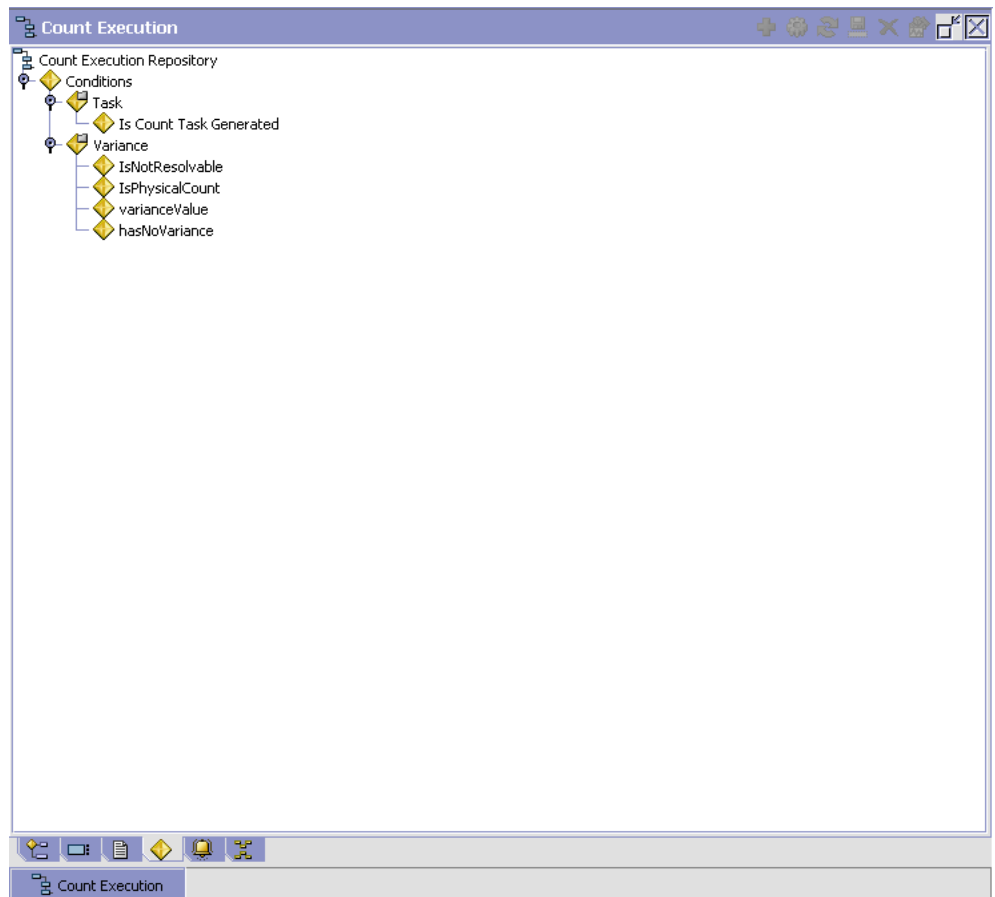 Count Execution
Count Execution Repository
Conditions
Task
Is Count Task Generated
Variance
IsNotResolvable
IsPhysicalCount
varianceValue
hasNoVariance
Count Execution